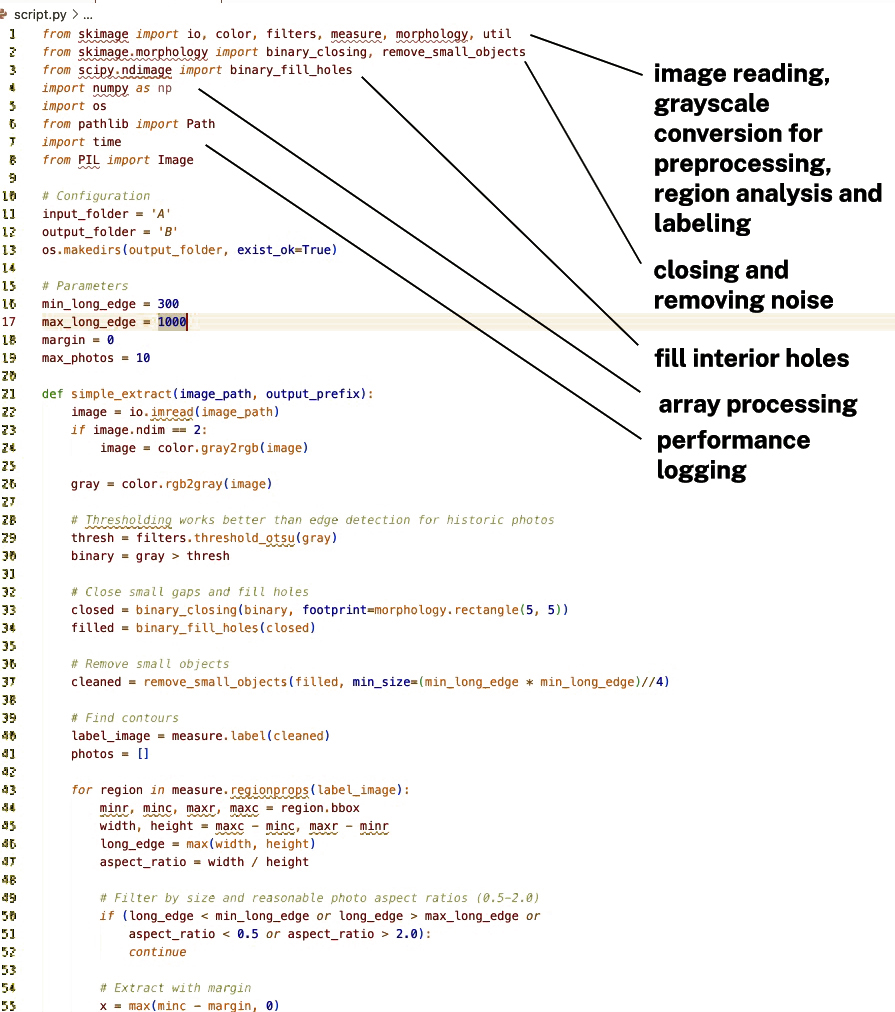 script.py > ...
1 from skimage import io, color, filters, measure, morphology, util
2 from skimage.morphology import binary_closing, remove_small_objects
3 from scipy.ndimage import binary_fill_holes
4 import numpy as np
5 import os
6 from pathlib import Path
7 import time
8 from PIL import Image
9
10 # Configuration
11 input_folder = 'A'
12 output_folder = 'B'
13 os.makedirs(output_folder, exist_ok=True)
14
15 # Parameters
16 min_long_edge = 300
17 max_long_edge = 1000
18 margin = 0
19 max_photos = 10
20
21 def simple_extract(image_path, output_prefix):
22     image = io.imread(image_path)
23     if image.ndim == 2:
24         image = color.gray2rgb(image)
25
26     gray = color.rgb2gray(image)
27
28     # Thresholding works better than edge detection for historic photos
29     thresh = filters.threshold_otsu(gray)
30     binary = gray > thresh
31
32     # Close small gaps and fill holes
33     closed = binary_closing(binary, footprint=morphology.rectangle(5, 5))
34     filled = binary_fill_holes(closed)
35
36     # Remove small objects
37     cleaned = remove_small_objects(filled, min_size=(min_long_edge * min_long_edge)//4)
38
39     # Find contours
40     label_image = measure.label(cleaned)
41     photos = []
42
43     for region in measure.regionprops(label_image):
44         minr, minc, maxr, maxc = region.bbox
45         width, height = maxc - minc, maxr - minr
46         long_edge = max(width, height)
47         aspect_ratio = width / height
48
49         # Filter by size and reasonable photo aspect ratios (0.5-2.0)
50         if (long_edge < min_long_edge or long_edge > max_long_edge or
51             aspect_ratio < 0.5 or aspect_ratio > 2.0):
52             continue
53
54         # Extract with margin
55         x = max(minc - margin, 0)
image reading,
grayscale
conversion for
preprocessing,
region analysis and
labeling
closing and
removing noise
fill interior holes
array processing
performance
logging